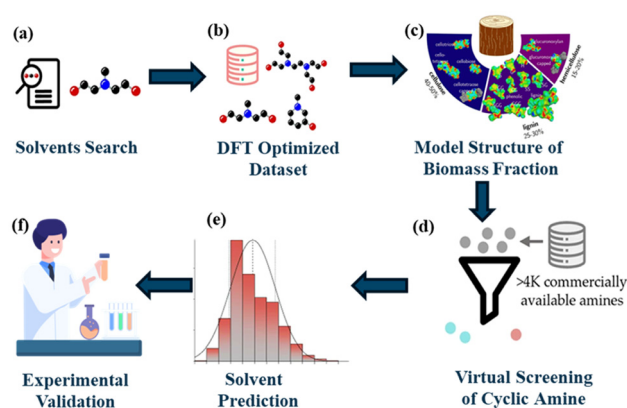 (a)
Solvents Search
(b)
DFT Optimized
Dataset
(c)
cellulose
40-50%
lignin
25-30%
hemicellulose
15-20%
Model Structure of
Biomass Fraction
(d)
>4K commercially
available amines
Virtual Screening
of Cyclic Amine
(e)
Solvent
Prediction
(f)
Experimental
Validation